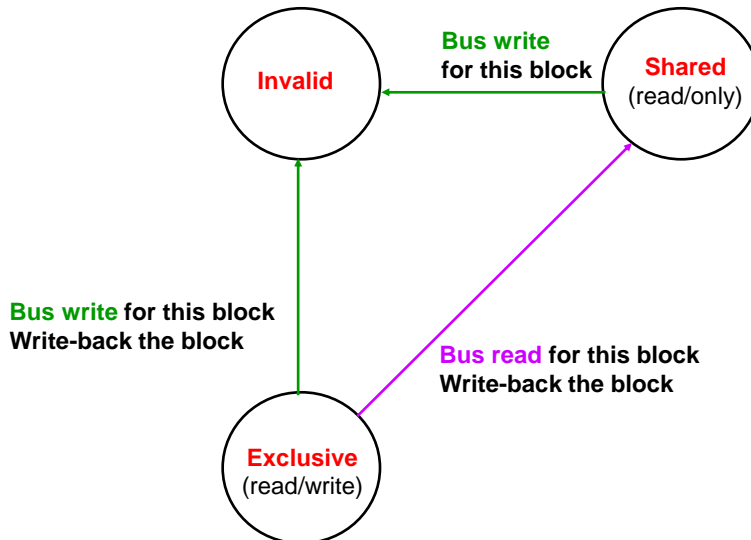 Invalid
Bus write
for this block
Shared
(read/only)
Bus write for this block
Write-back the block
Bus read for this block
Write-back the block
Exclusive
(read/write)